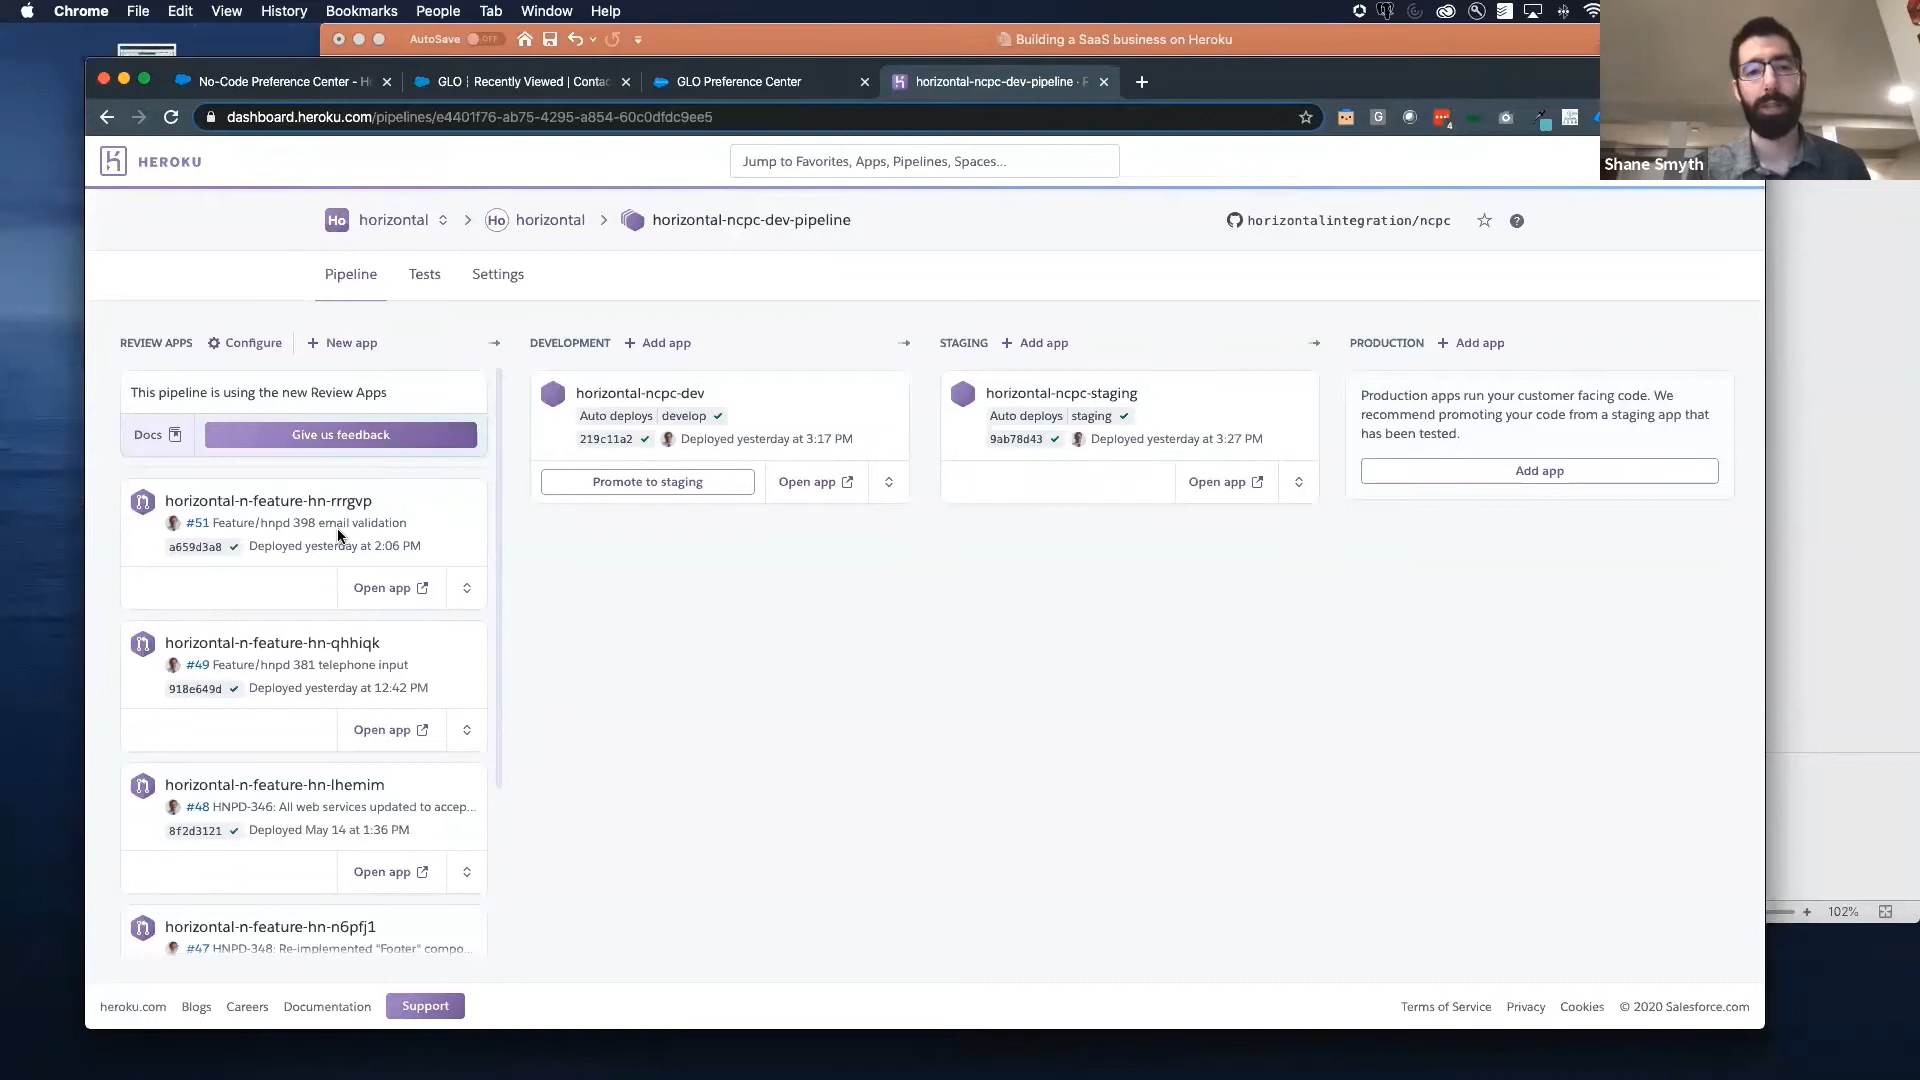 Chrome File Edit View History Bookmarks People Tab Window Help
AutoSave OFF
Building a SaaS business on Heroku
No-Code Preference Center - H
GLO | Recently Viewed | Contac
GLO Preference Center
horizontal-ncpc-dev-pipeline · F
dashboard.heroku.com/pipelines/e4401f76-ab75-4295-a854-60c0dfdc9ee5
4
Shane Smyth
HEROKU
Jump to Favorites, Apps, Pipelines, Spaces...
Ho horizontal > Ho horizontal > horizontal-ncpc-dev-pipeline
horizontalintegration/ncpc
Pipeline Tests Settings
REVIEW APPS Configure + New app
This pipeline is using the new Review Apps
Docs Give us feedback
horizontal-n-feature-hn-rrrgvp
#51 Feature/hnpd 398 email validation
a659d3a8 Deployed yesterday at 2:06 PM
Open app
horizontal-n-feature-hn-qhhiqk
#49 Feature/hnpd 381 telephone input
918e649d Deployed yesterday at 12:42 PM
Open app
horizontal-n-feature-hn-lhemim
#48 HNPD-346: All web services updated to accep...
8f2d3121 Deployed May 14 at 1:36 PM
Open app
horizontal-n-feature-hn-n6pfj1
#47 HNPD-348: Re-implemented "Footer" compo...
DEVELOPMENT + Add app
horizontal-ncpc-dev
Auto deploys develop
219c11a2 Deployed yesterday at 3:17 PM
Promote to staging Open app
STAGING + Add app
horizontal-ncpc-staging
Auto deploys staging
9ab78d43 Deployed yesterday at 3:27 PM
Open app
PRODUCTION + Add app
Production apps run your customer facing code. We
recommend promoting your code from a staging app that
has been tested.
Add app
102%
heroku.com Blogs Careers Documentation Support
Terms of Service Privacy Cookies © 2020 Salesforce.com